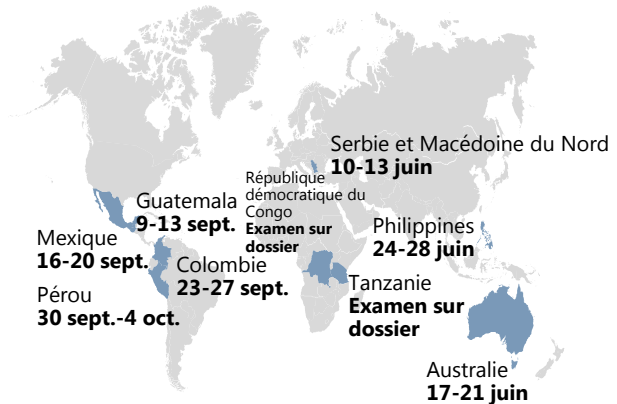 Serbie et Macédoine du Nord
10-13 juin
République
démocratique du
Congo
Examen sur
dossier
Guatemala
9-13 sept.
Mexique
16-20 sept.
Philippines
24-28 juin
Colombie
23-27 sept.
Pérou
30 sept.-4 oct.
Tanzanie
Examen sur
dossier
Australie
17-21 juin